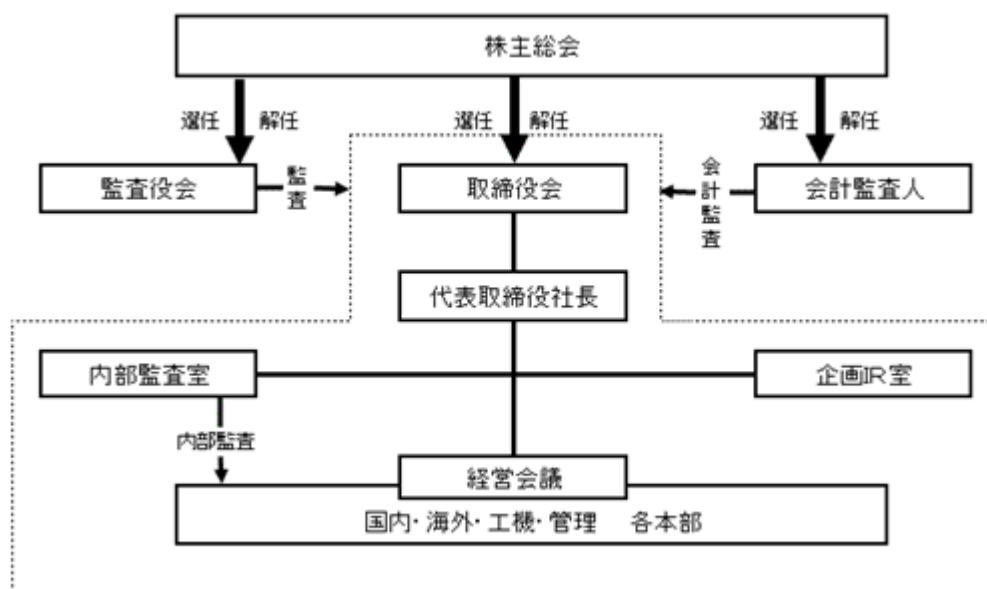 株主総会
選任 解任
選任 解任
選任 解任
監査役会
監査
取締役会
会計監査
会計監査人
代表取締役社長
内部監査室
企画IR室
内部監査
経営会議
国内・海外・工機・管理 各本部